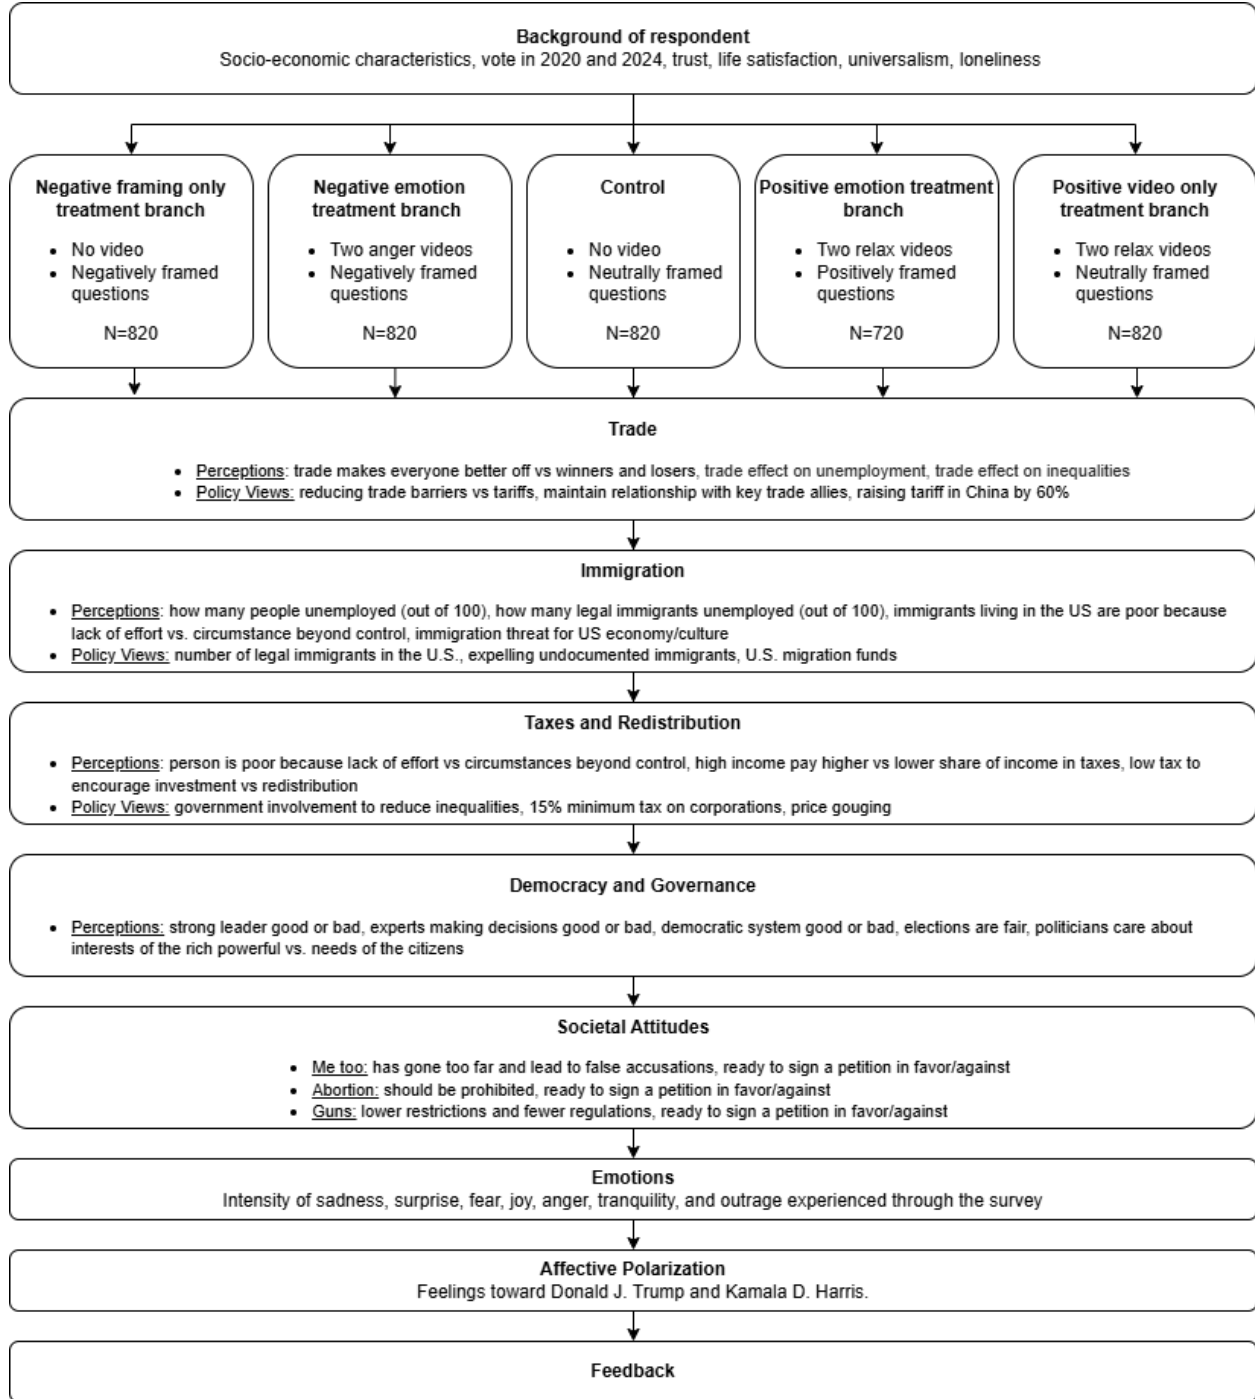 Background of respondent
Socio-economic characteristics, vote in 2020 and 2024, trust, life satisfaction, universalism, loneliness
Negative framing only
treatment branch
• No video
• Negatively framed
questions
N=820
Negative emotion
treatment branch
• Two anger videos
• Negatively framed
questions
N=820
Control
• No video
• Neutrally framed
questions
N=820
Positive emotion treatment
branch
• Two relax videos
• Positively framed
questions
N=720
Positive video only
treatment branch
• Two relax videos
• Neutrally framed
questions
N=820
Trade
• Perceptions: trade makes everyone better off vs winners and losers, trade effect on unemployment, trade effect on inequalities
• Policy Views: reducing trade barriers vs tariffs, maintain relationship with key trade allies, raising tariff in China by 60%
Immigration
• Perceptions: how many people unemployed (out of 100), how many legal immigrants unemployed (out of 100), immigrants living in the US are poor because
lack of effort vs. circumstance beyond control, immigration threat for US economy/culture
• Policy Views: number of legal immigrants in the U.S., expelling undocumented immigrants, U.S. migration funds
Taxes and Redistribution
• Perceptions: person is poor because lack of effort vs circumstances beyond control, high income pay higher vs lower share of income in taxes, low tax to
encourage investment vs redistribution
• Policy Views: government involvement to reduce inequalities, 15% minimum tax on corporations, price gouging
Democracy and Governance
• Perceptions: strong leader good or bad, experts making decisions good or bad, democratic system good or bad, elections are fair, politicians care about
interests of the rich powerful vs. needs of the citizens
Societal Attitudes
• Me too: has gone too far and lead to false accusations, ready to sign a petition in favor/against
• Abortion: should be prohibited, ready to sign a petition in favor/against
• Guns: lower restrictions and fewer regulations, ready to sign a petition in favor/against
Emotions
Intensity of sadness, surprise, fear, joy, anger, tranquility, and outrage experienced through the survey
Affective Polarization
Feelings toward Donald J. Trump and Kamala D. Harris.
Feedback